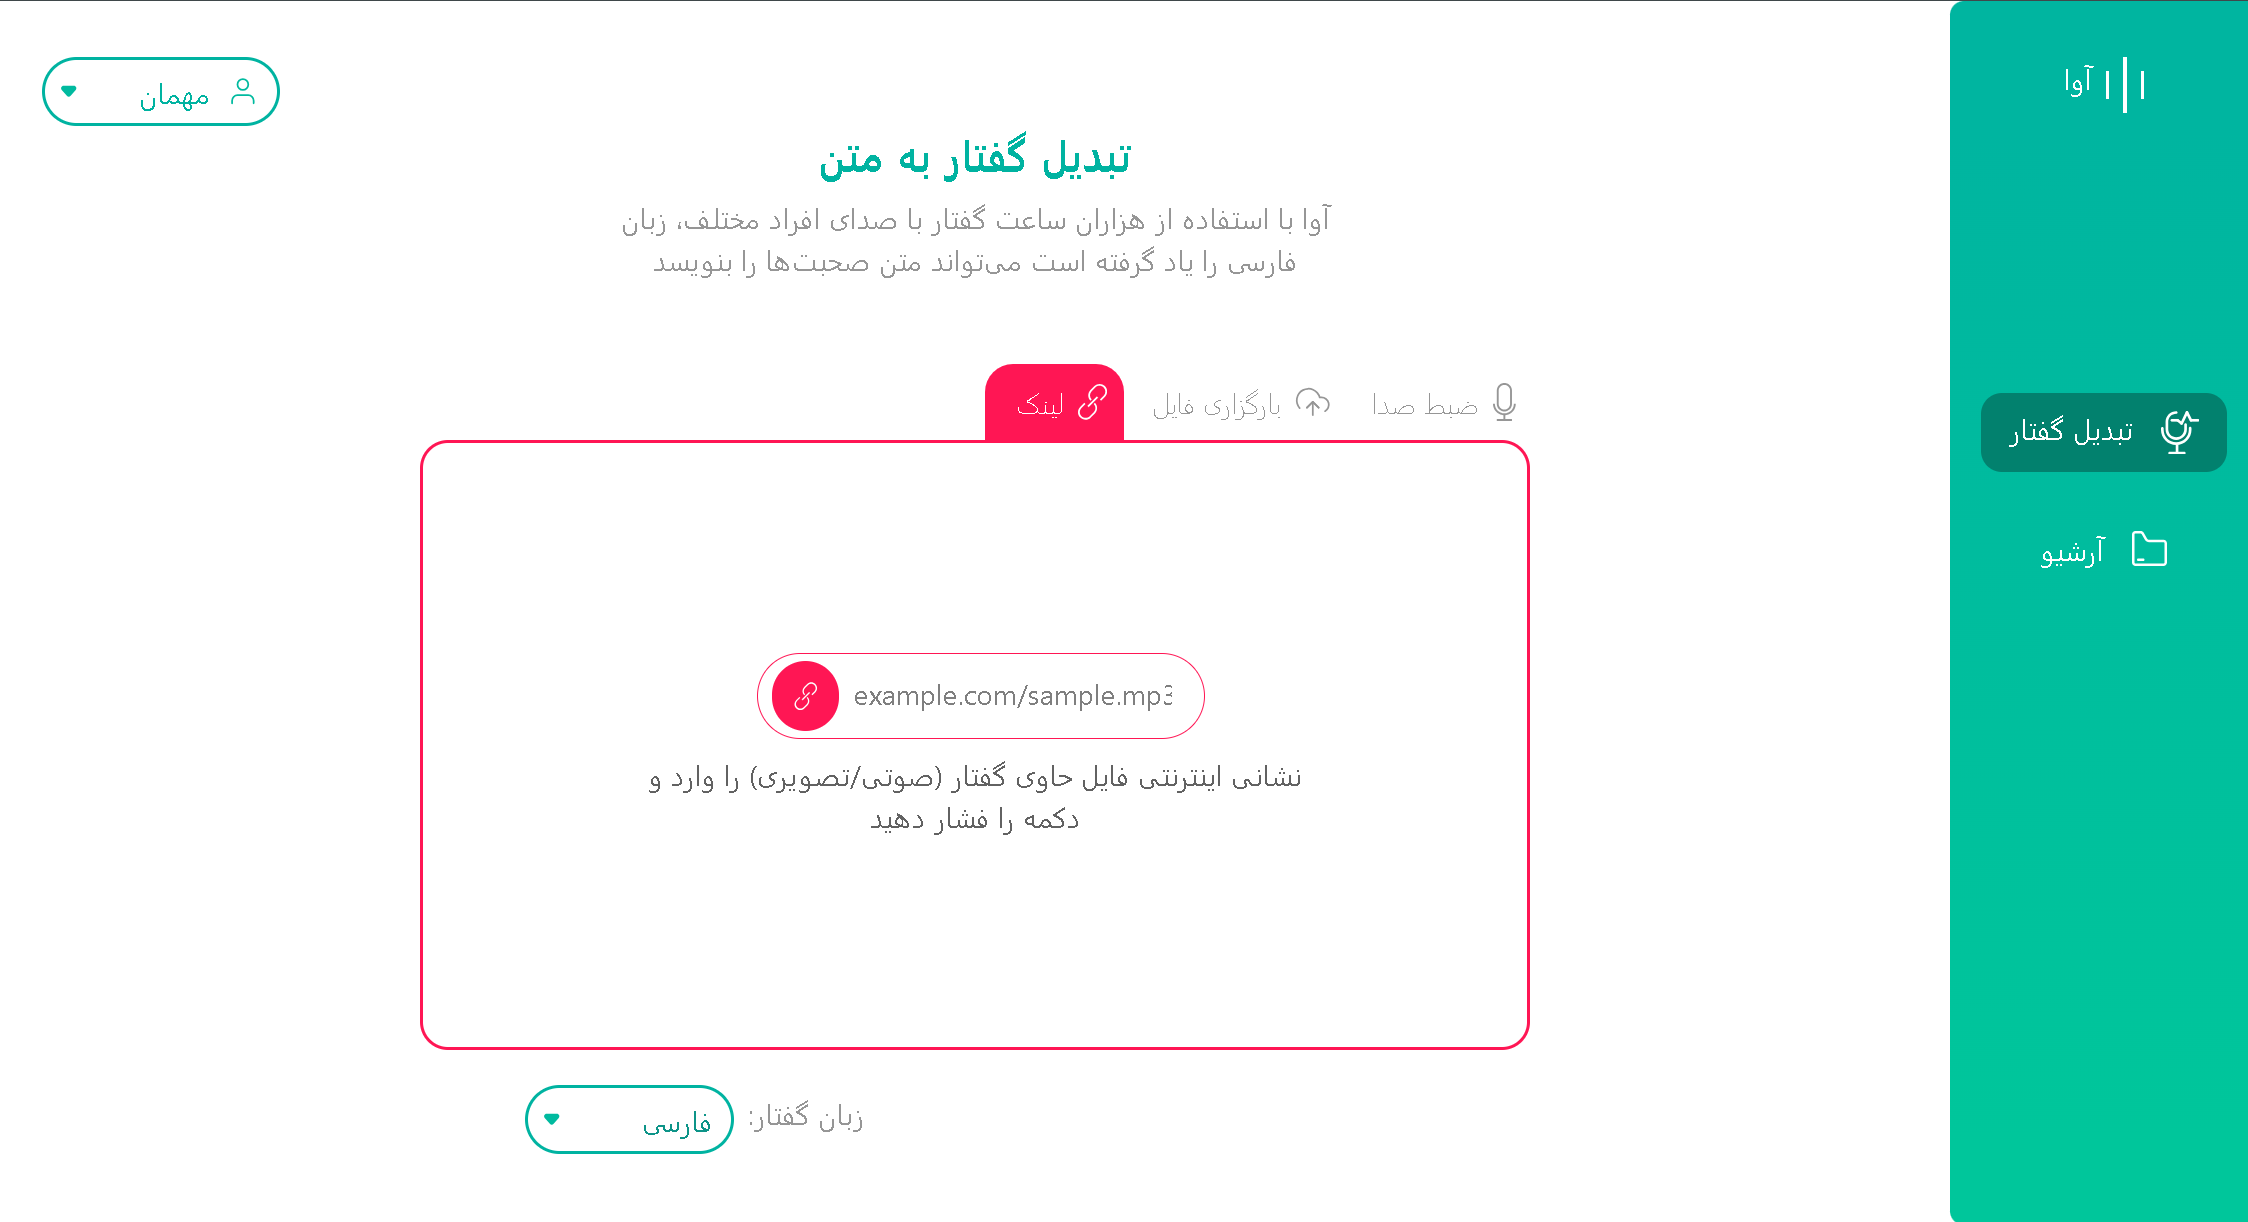 آوا
تبدیل گفتار
آرشیو
مهمان
تبدیل گفتار به متن
آوا با استفاده از هزاران ساعت گفتار با صدای افراد مختلف، زبان
فارسی را یاد گرفته است می‌تواند متن صحبت‌ها را بنویسد
ضبط صدا
بارگزاری فایل
لینک
example.com/sample.mp3
نشانی اینترنتی فایل حاوی گفتار (صوتی/تصویری) را وارد و
دکمه را فشار دهید
زبان گفتار:
فارسی